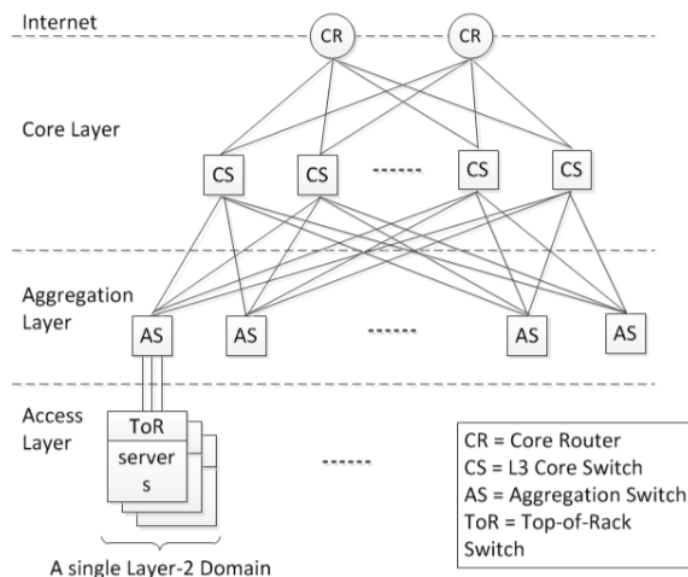 Internet
CR CR
Core Layer
CS CS ...... CS CS
Aggregation
Layer
AS AS ...... AS AS
Access
Layer
ToR
server
s
......
A single Layer-2 Domain
CR = Core Router
CS = L3 Core Switch
AS = Aggregation Switch
ToR = Top-of-Rack
Switch